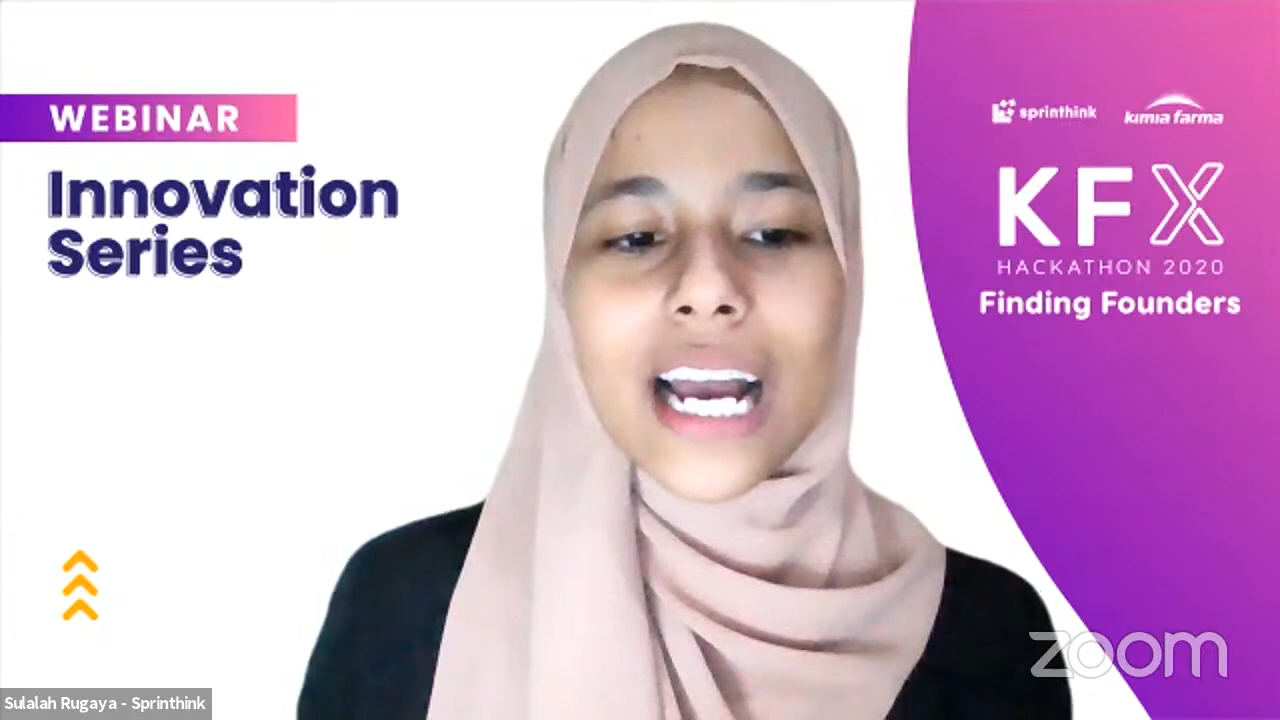 WEBINAR
Innovation
Series
sprinthink
kimia farma
KFX
HACKATHON 2020
Finding Founders
zoom
Sulalah Rugaya - Sprinthink